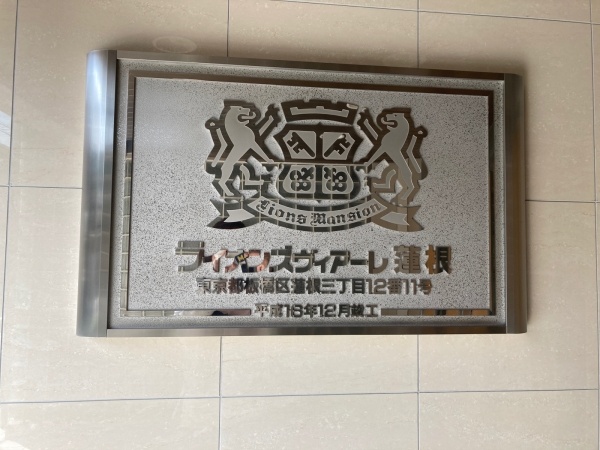 Lions Mansion
ライオンズヴィアーレ蓮根
東京都板橋区蓮根三丁目12番11号
平成16年12月竣工